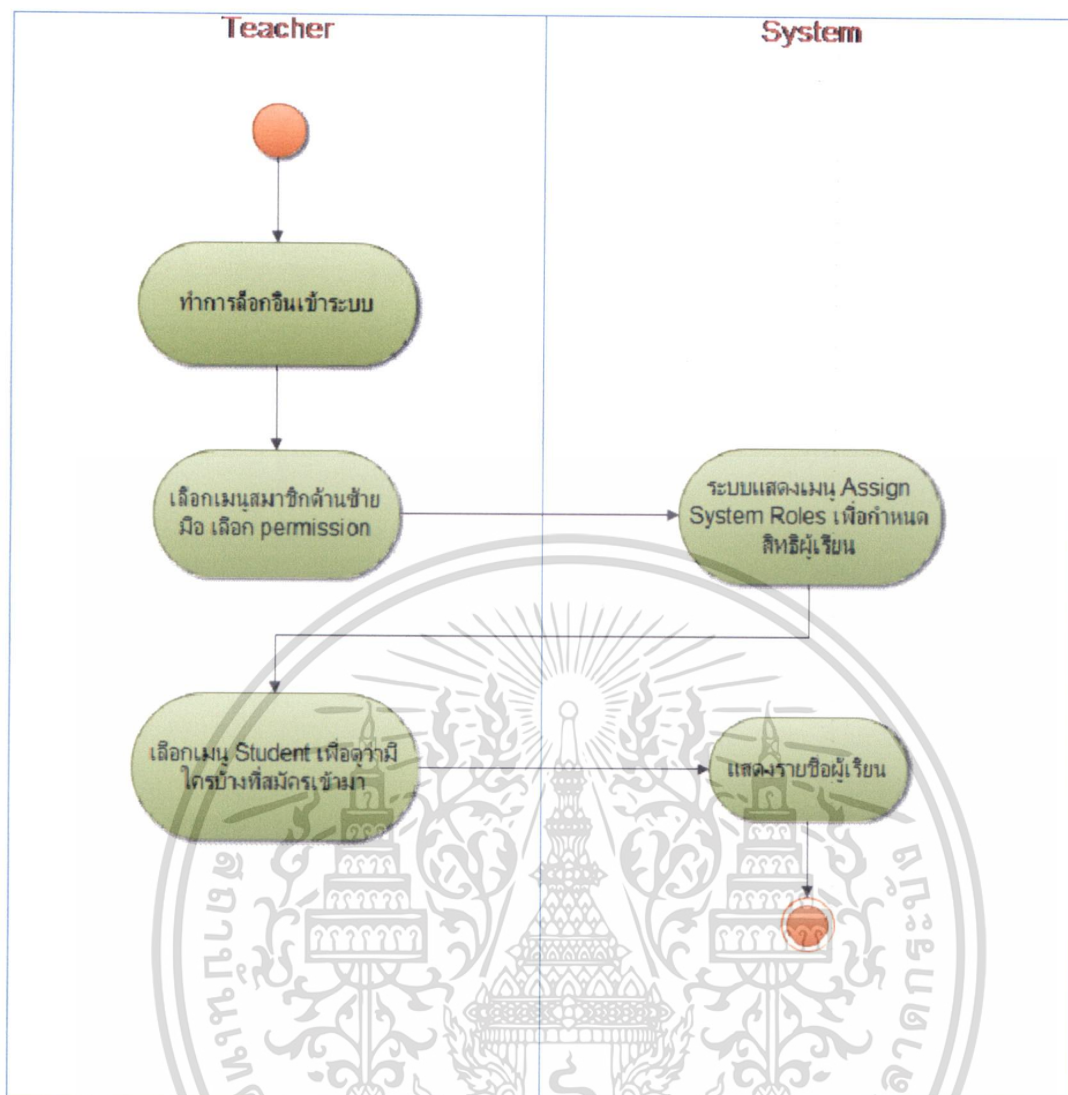 Teacher
System
ทำการล็อกอินเข้าระบบ
เลือกเมนูสมาชิกด้านซ้าย
มือ เลือก permission
ระบบแสดงเมนู Assign
System Roles เพื่อกำหนด
สิทธิผู้เรียน
เลือกเมนู Student เพื่อดูว่ามี
ใครบ้างที่สมัครเข้ามา
แสดงรายชื่อผู้เรียน